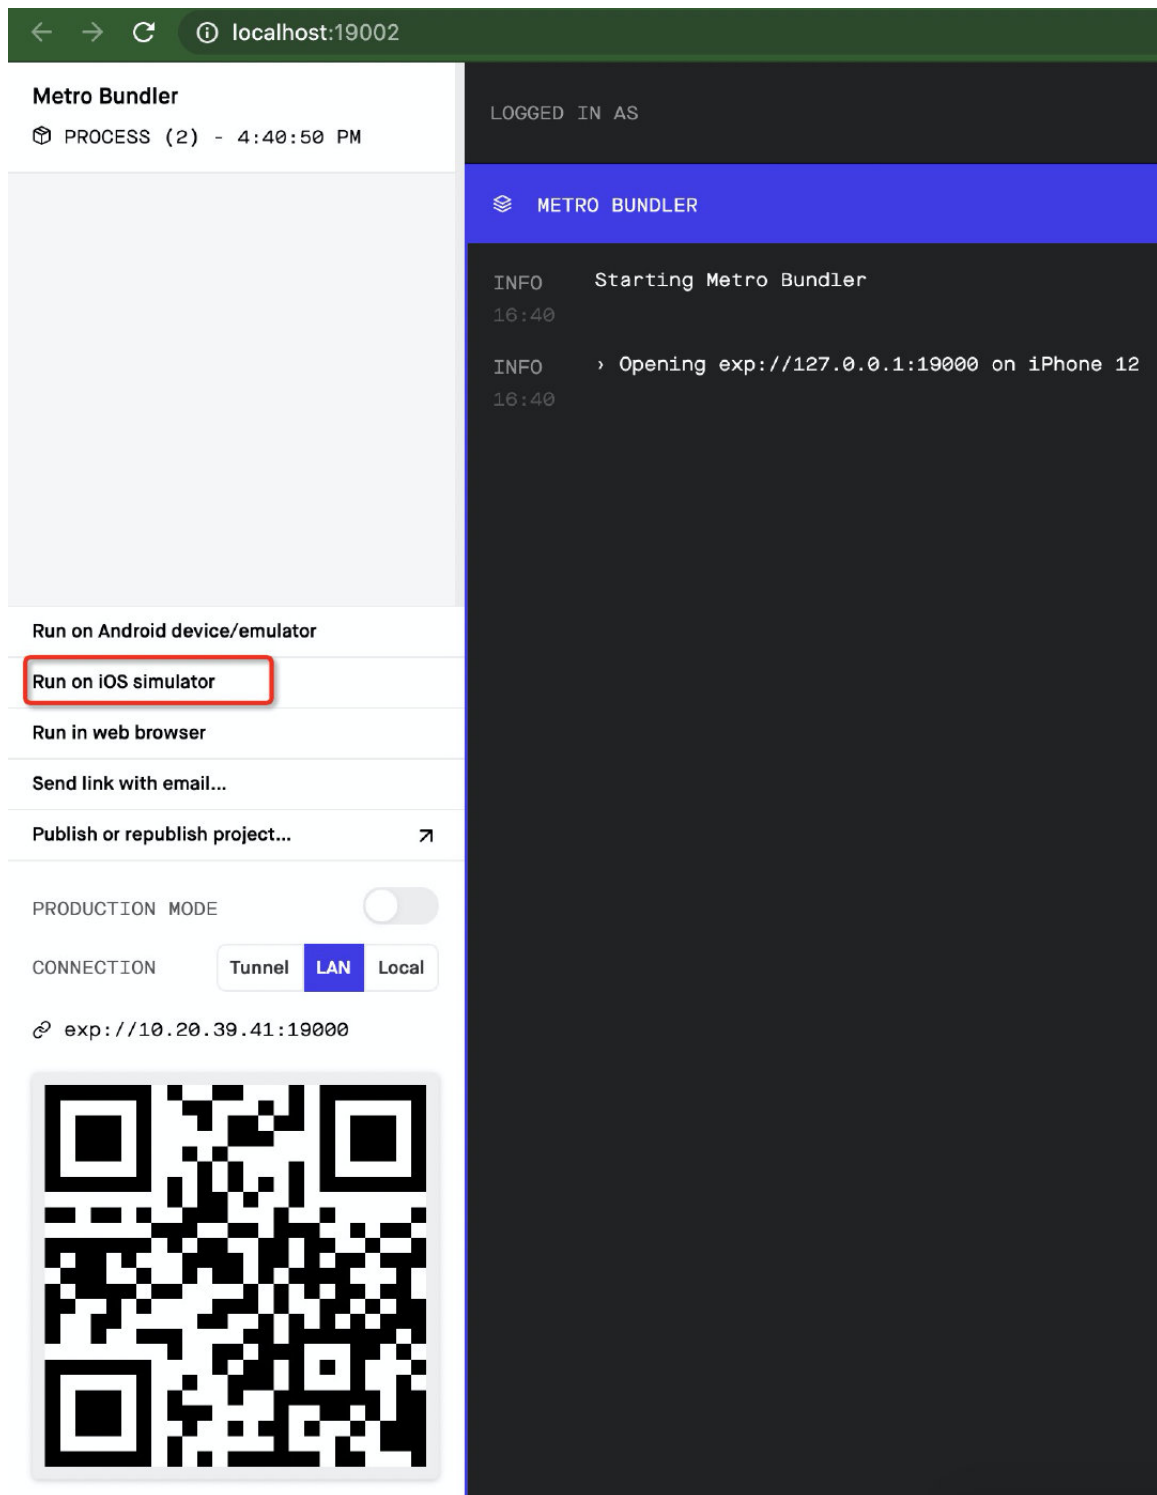 localhost:19002
Metro Bundler
PROCESS (2) - 4:40:50 PM
Run on Android device/emulator
Run on iOS simulator
Run in web browser
Send link with email...
Publish or republish project...
PRODUCTION MODE
CONNECTION Tunnel LAN Local
exp://10.20.39.41:19000
LOGGED IN AS
METRO BUNDLER
INFO Starting Metro Bundler
16:40
INFO › Opening exp://127.0.0.1:19000 on iPhone 12
16:40